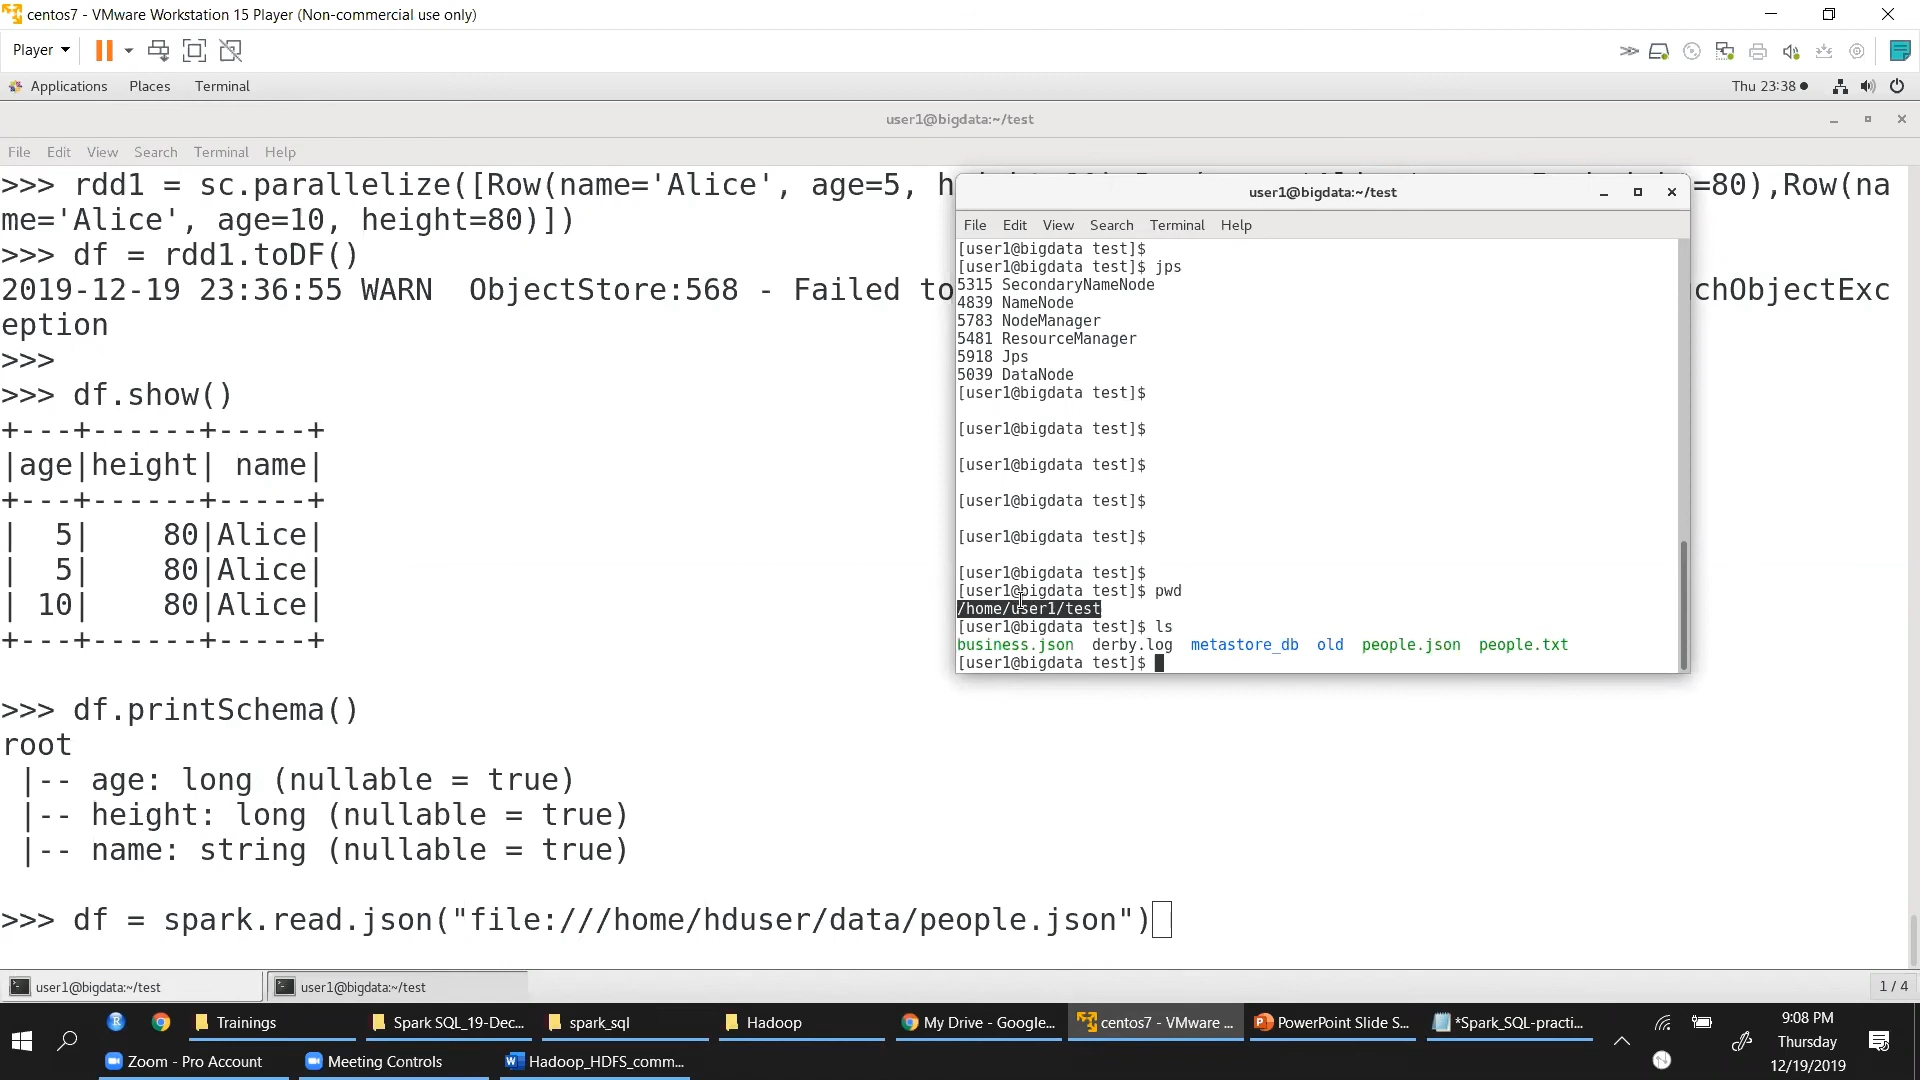 centos7 - VMware Workstation 15 Player (Non-commercial use only)
Player
Applications Places Terminal Thu 23:38
user1@bigdata:~/test
File Edit View Search Terminal Help
>>> rdd1 = sc.parallelize([Row(name='Alice', age=5, h =80),Row(na
me='Alice', age=10, height=80)])
>>> df = rdd1.toDF()
2019-12-19 23:36:55 WARN  ObjectStore:568 - Failed to chObjectExc
eption
>>>
>>> df.show()
+---+------+-----+
|age|height| name|
+---+------+-----+
|  5|    80|Alice|
|  5|    80|Alice|
| 10|    80|Alice|
+---+------+-----+
>>> df.printSchema()
root
 |-- age: long (nullable = true)
 |-- height: long (nullable = true)
 |-- name: string (nullable = true)
>>> df = spark.read.json("file:///home/hduser/data/people.json")
user1@bigdata:~/test
File Edit View Search Terminal Help
[user1@bigdata test]$
[user1@bigdata test]$ jps
5315 SecondaryNameNode
4839 NameNode
5783 NodeManager
5481 ResourceManager
5918 Jps
5039 DataNode
[user1@bigdata test]$
[user1@bigdata test]$
[user1@bigdata test]$
[user1@bigdata test]$
[user1@bigdata test]$
[user1@bigdata test]$
[user1@bigdata test]$ pwd
/home/user1/test
[user1@bigdata test]$ ls
business.json  derby.log  metastore_db  old  people.json  people.txt
[user1@bigdata test]$
user1@bigdata:~/test user1@bigdata:~/test 1 / 4
Trainings Spark SQL_19-Dec... spark_sql Hadoop My Drive - Google... centos7 - VMware ... PowerPoint Slide S... *Spark_SQL-practi... 9:08 PM
Thursday
Zoom - Pro Account Meeting Controls Hadoop_HDFS_comm... 12/19/2019